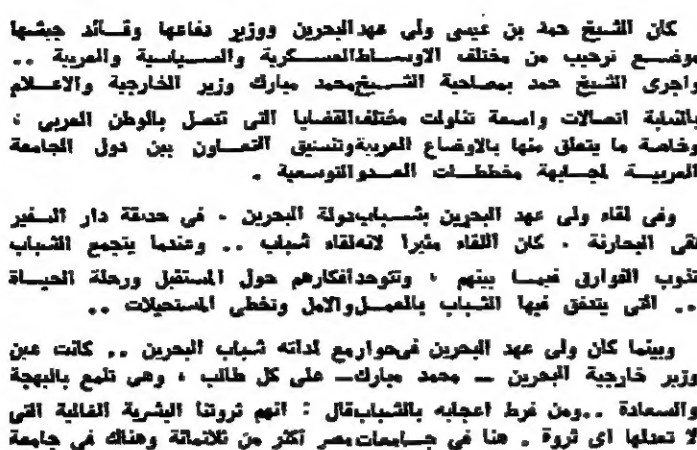 كان الشيخ حمد بن عيسى ولى عهد البحرين ووزير دفاعها وقائد جيشها
موضع ترحيب من مختلف الاوساط العسكرية والسياسية والعربية ..
واجرى الشيخ حمد بمصاحبة الشيخ محمد مبارك وزير الخارجية والاعلام
بالنيابة اتصالات واسعة تناولت مختلف القضايا التى تتصل بالوطن العربى ،
وخاصة ما يتعلق منها بالاوضاع العربية وتنسيق التعاون بين دول الجامعة
العربية لمجابهة مخططات العدو التوسعية .
وفى لقاء ولى عهد البحرين بشباب دولة البحرين . فى حديقة دار السفير
تقى البحارنة . كان اللقاء مثيرا لانه لقاء شباب .. وعندما يتجمع الشباب
تذوب الفوارق فيما بينهم ، وتتوحد افكارهم حول المستقبل ورحلة الحياة
.. التى يتدفق فيها الشباب بالعمل والامل وتخطى المستحيلات ..
وبينما كان ولى عهد البحرين فى حوار مع لداته شباب البحرين .. كانت عين
وزير خارجية البحرين — محمد مبارك — على كل طالب ، وهى تلمع بالبهجة
والسعادة .. ومن فرط اعجابه بالشباب قال : انهم ثروتنا البشرية الغالية التى
لا تعدلها اى ثروة . هنا فى جامعات مصر أكثر من ثلاثمائة وهناك فى جامعة